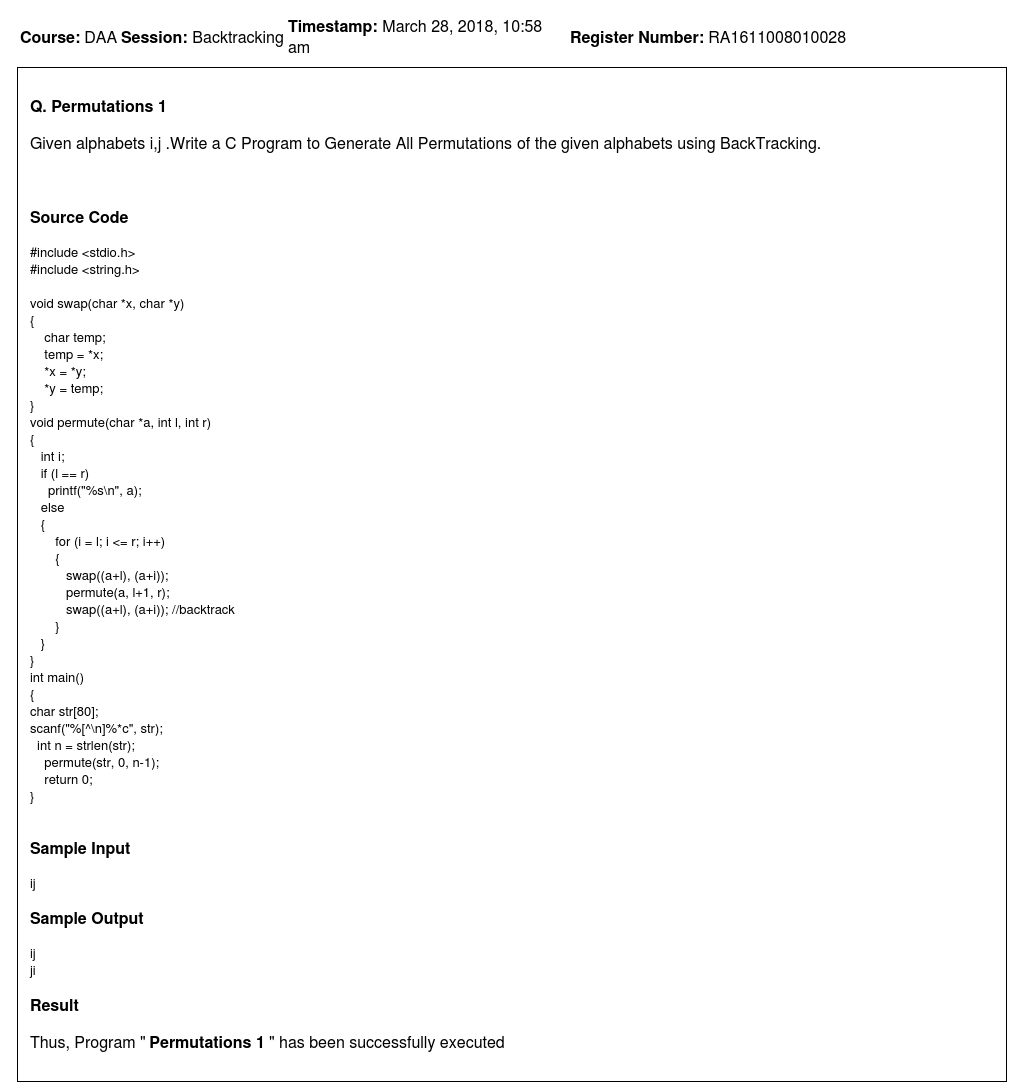 Course: DAA Session: Backtracking Timestamp: March 28, 2018, 10:58 am Register Number: RA1611008010028
Q. Permutations 1
Given alphabets i,j .Write a C Program to Generate All Permutations of the given alphabets using BackTracking.
Source Code
#include <stdio.h>
#include <string.h>
void swap(char *x, char *y)
{
char temp;
temp = *x;
*x = *y;
*y = temp;
}
void permute(char *a, int l, int r)
{
int i;
if (l == r)
printf("%s\n", a);
else
{
for (i = l; i <= r; i++)
{
swap((a+l), (a+i));
permute(a, l+1, r);
swap((a+l), (a+i)); //backtrack
}
}
}
int main()
{
char str[80];
scanf("%[^\n]%*c", str);
int n = strlen(str);
permute(str, 0, n-1);
return 0;
}
Sample Input
ij
Sample Output
ij
ji
Result
Thus, Program " Permutations 1 " has been successfully executed